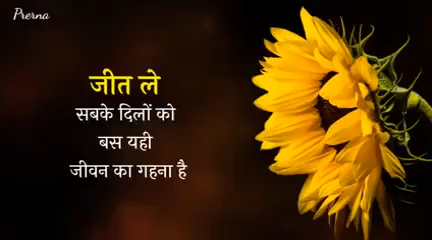 Prerna
जीत ले
सबके दिलों को
बस यही
जीवन का गहना है